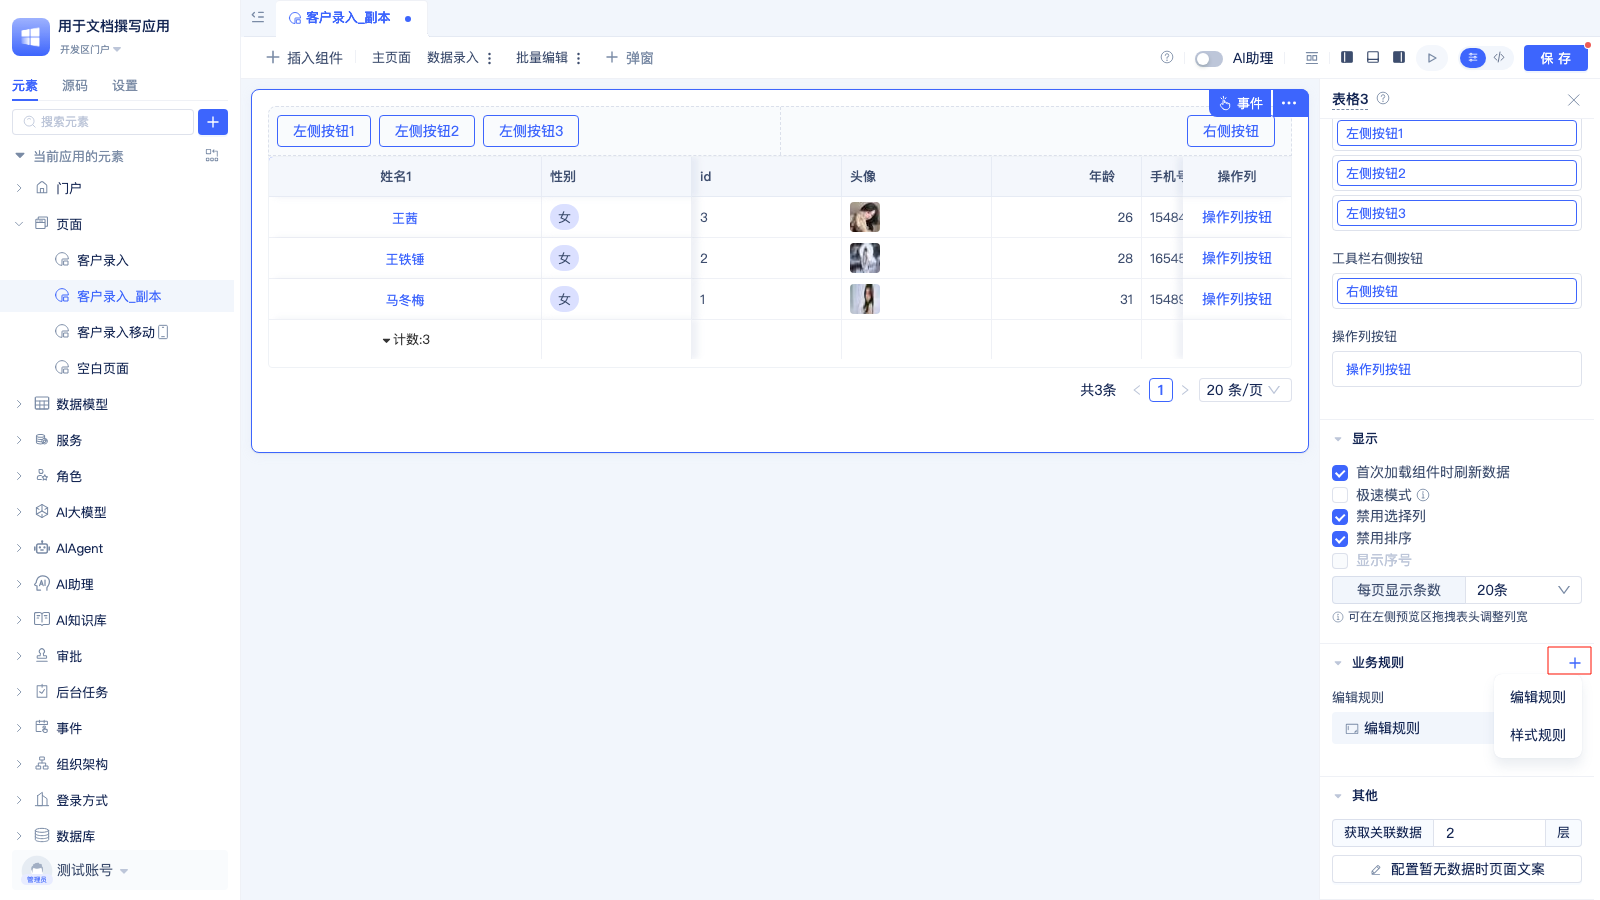 用于文档撰写应用
开发区门户
元素
源码
设置
搜索元素
当前应用的元素
门户
页面
客户录入
客户录入_副本
客户录入移动
空白页面
数据模型
服务
角色
AI大模型
AIAgent
AI助理
AI知识库
审批
后台任务
事件
组织架构
登录方式
数据库
管理员
测试账号
客户录入_副本
插入组件
主页面
数据录入
批量编辑
弹窗
AI助理
保存
事件
左侧按钮1
左侧按钮2
左侧按钮3
右侧按钮
姓名1 性别 id 头像 年龄 手机号 操作列
王茜 女 3 26 15484 操作列按钮
王铁锤 女 2 28 16545 操作列按钮
马冬梅 女 1 31 15489 操作列按钮
计数:3
共3条 1 20 条/页
表格3
左侧按钮1
左侧按钮2
左侧按钮3
工具栏右侧按钮
右侧按钮
操作列按钮
操作列按钮
显示
首次加载组件时刷新数据
极速模式
禁用选择列
禁用排序
显示序号
每页显示条数 20条
可在左侧预览区拖拽表头调整列宽
业务规则
编辑规则
编辑规则
编辑规则
样式规则
其他
获取关联数据 2 层
配置暂无数据时页面文案